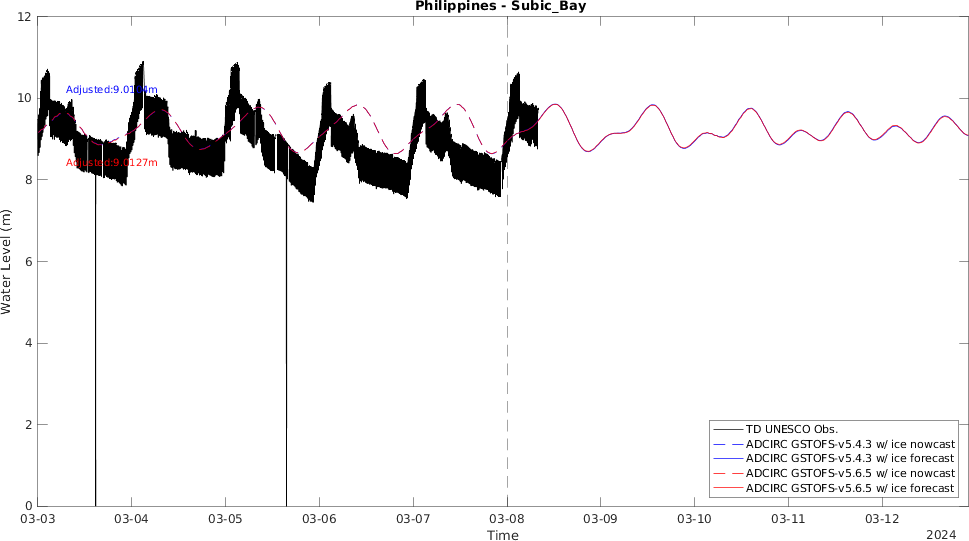 Philippines - Subic_Bay
12
10
8
6
4
2
0
Water Level (m)
Adjusted:9.0104m
Adjusted:9.0127m
TD UNESCO Obs.
ADCIRC GSTOFS-v5.4.3 w/ ice nowcast
ADCIRC GSTOFS-v5.4.3 w/ ice forecast
ADCIRC GSTOFS-v5.6.5 w/ ice nowcast
ADCIRC GSTOFS-v5.6.5 w/ ice forecast
03-03 03-04 03-05 03-06 03-07 03-08 03-09 03-10 03-11 03-12
Time
2024